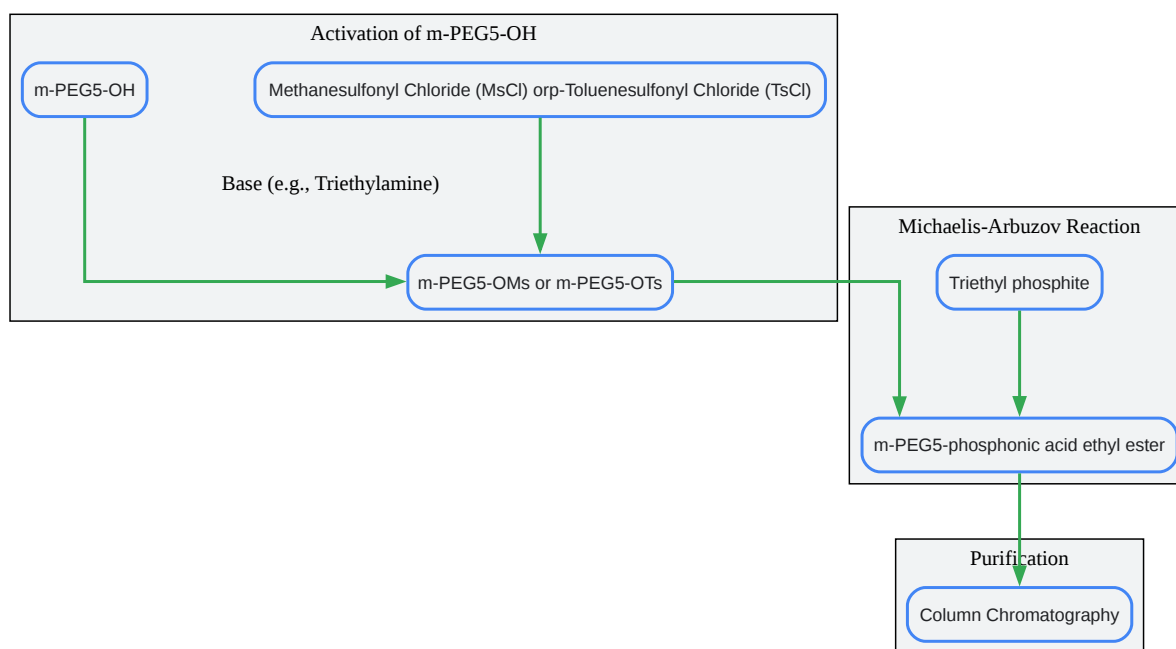 Activation of m-PEG5-OH
m-PEG5-OH
Methanesulfonyl Chloride (MsCl) orp-Toluenesulfonyl Chloride (TsCl)
Base (e.g., Triethylamine)
m-PEG5-OMs or m-PEG5-OTs
Michaelis-Arbuzov Reaction
Triethyl phosphite
m-PEG5-phosphonic acid ethyl ester
Purification
Column Chromatography